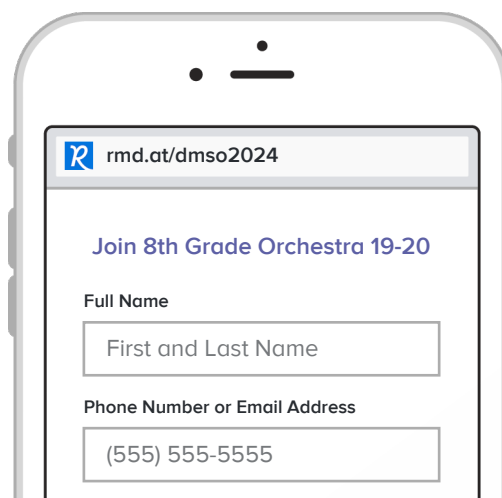 rmd.at/dmso2024
Join 8th Grade Orchestra 19-20
Full Name
First and Last Name
Phone Number or Email Address
(555) 555-5555